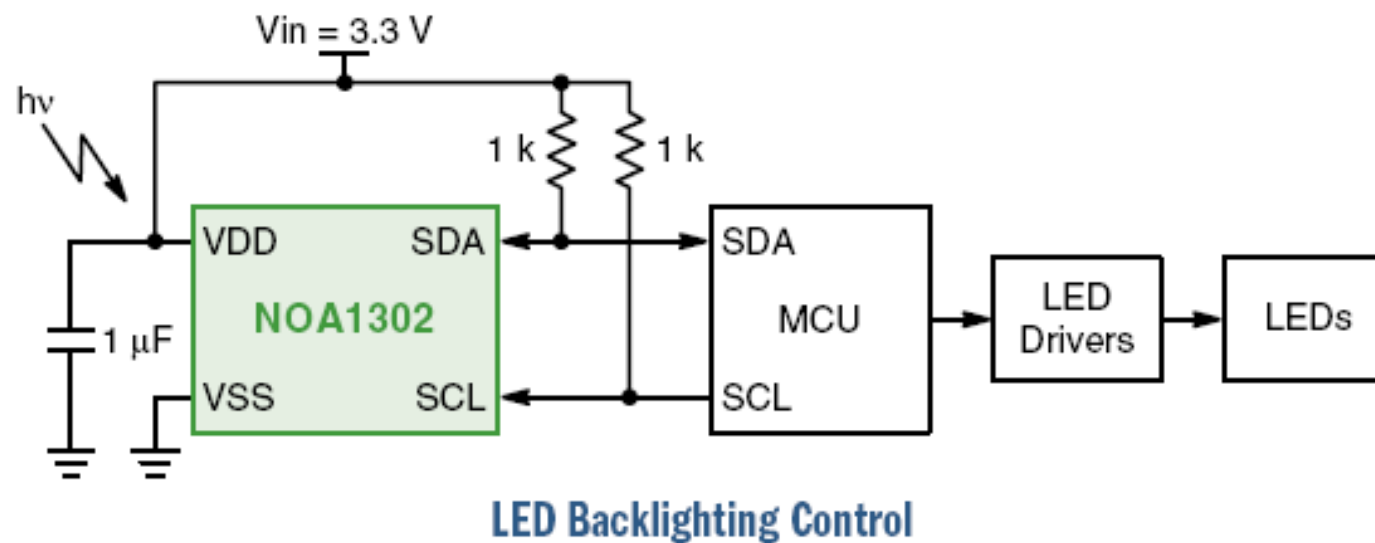 Vin = 3.3 V
hν
1 k
1 k
VDD
SDA
SDA
NOA1302
MCU
LED
Drivers
LEDs
1 μF
VSS
SCL
SCL
LED Backlighting Control